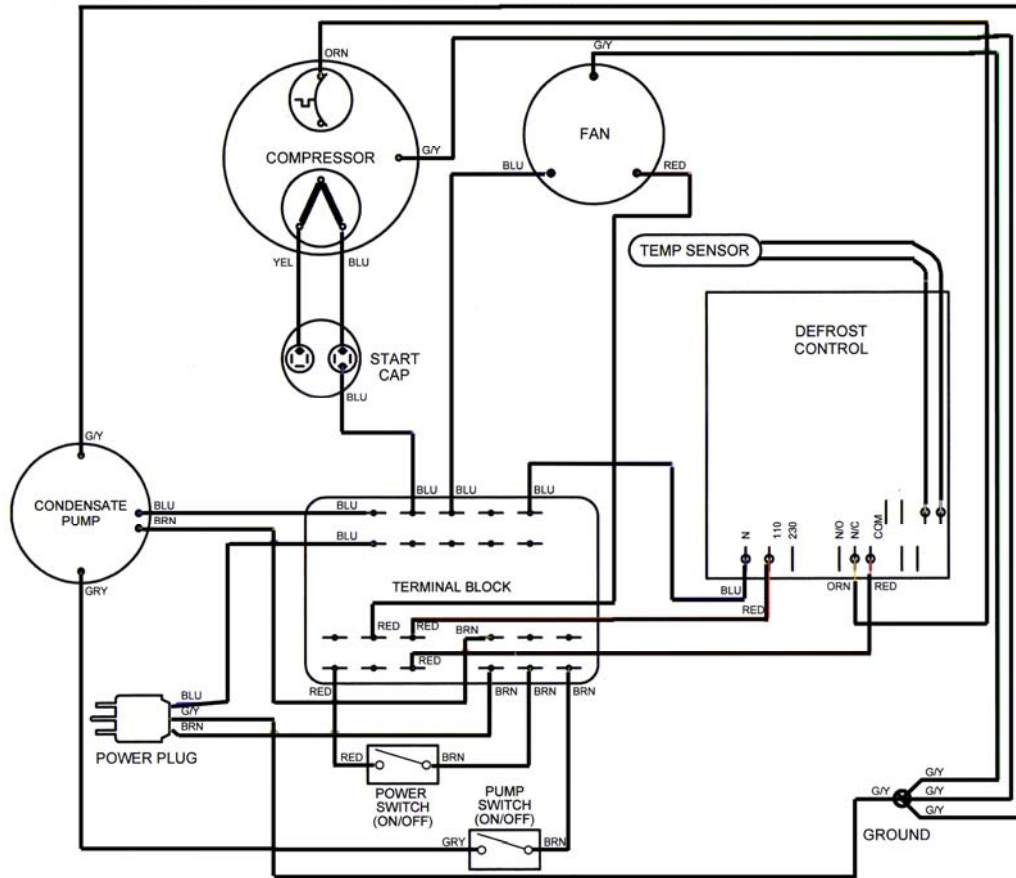 ORN
G/Y
COMPRESSOR
G/Y
FAN
BLU
RED
YEL
BLU
TEMP SENSOR
DEFROST
CONTROL
START
CAP
BLU
G/Y
CONDENSATE
PUMP
BLU
BRN
GRY
BLU
BLU
BLU
BLU
BLU
TERMINAL BLOCK
RED
RED
BRN
RED
RED
BRN
BRN
BRN
N
110
230
N/O
N/C
COM
BLU
RED
ORN
RED
BLU
G/Y
BRN
POWER PLUG
RED
BRN
POWER
SWITCH
(ON/OFF)
PUMP
SWITCH
(ON/OFF)
GRY
BRN
G/Y
G/Y
G/Y
G/Y
GROUND